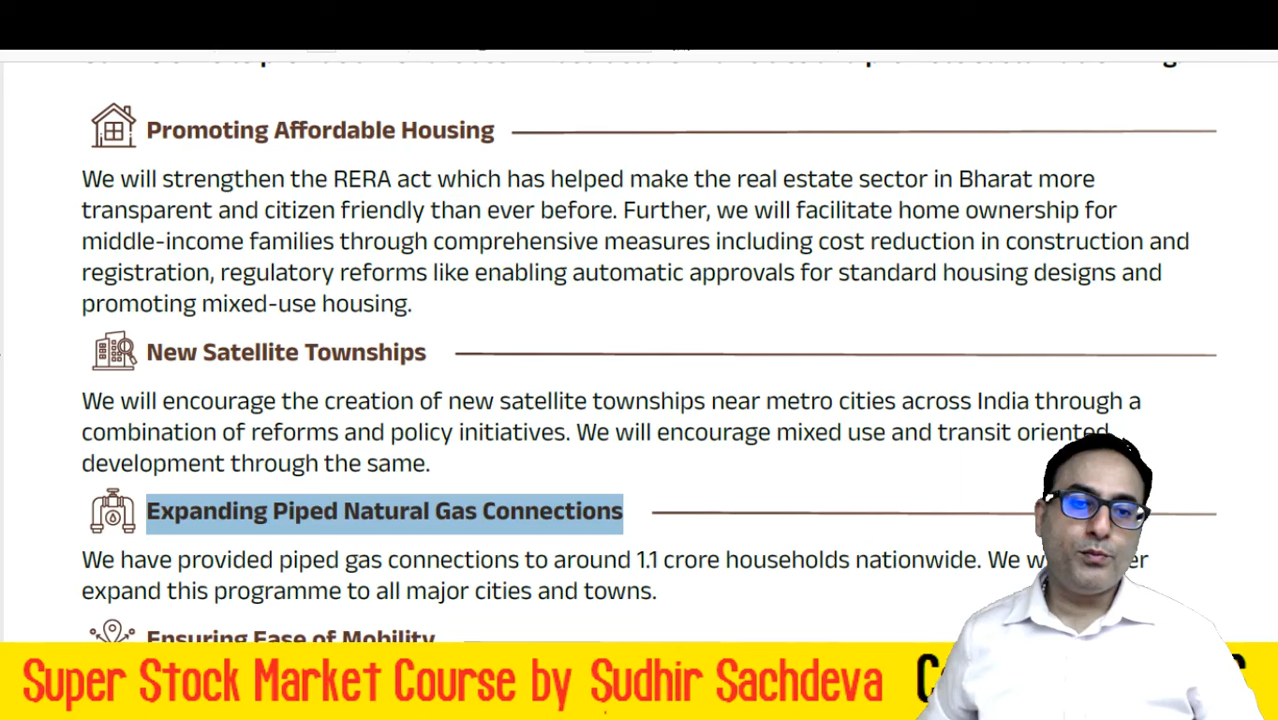 Promoting Affordable Housing
We will strengthen the RERA act which has helped make the real estate sector in Bharat more
transparent and citizen friendly than ever before. Further, we will facilitate home ownership for
middle-income families through comprehensive measures including cost reduction in construction and
registration, regulatory reforms like enabling automatic approvals for standard housing designs and
promoting mixed-use housing.
New Satellite Townships
We will encourage the creation of new satellite townships near metro cities across India through a
combination of reforms and policy initiatives. We will encourage mixed use and transit oriented
development through the same.
Expanding Piped Natural Gas Connections
We have provided piped gas connections to around 1.1 crore households nationwide. We
expand this programme to all major cities and towns.
Ensuring Ease of Mobility
Super Stock Market Course by Sudhir Sachdeva